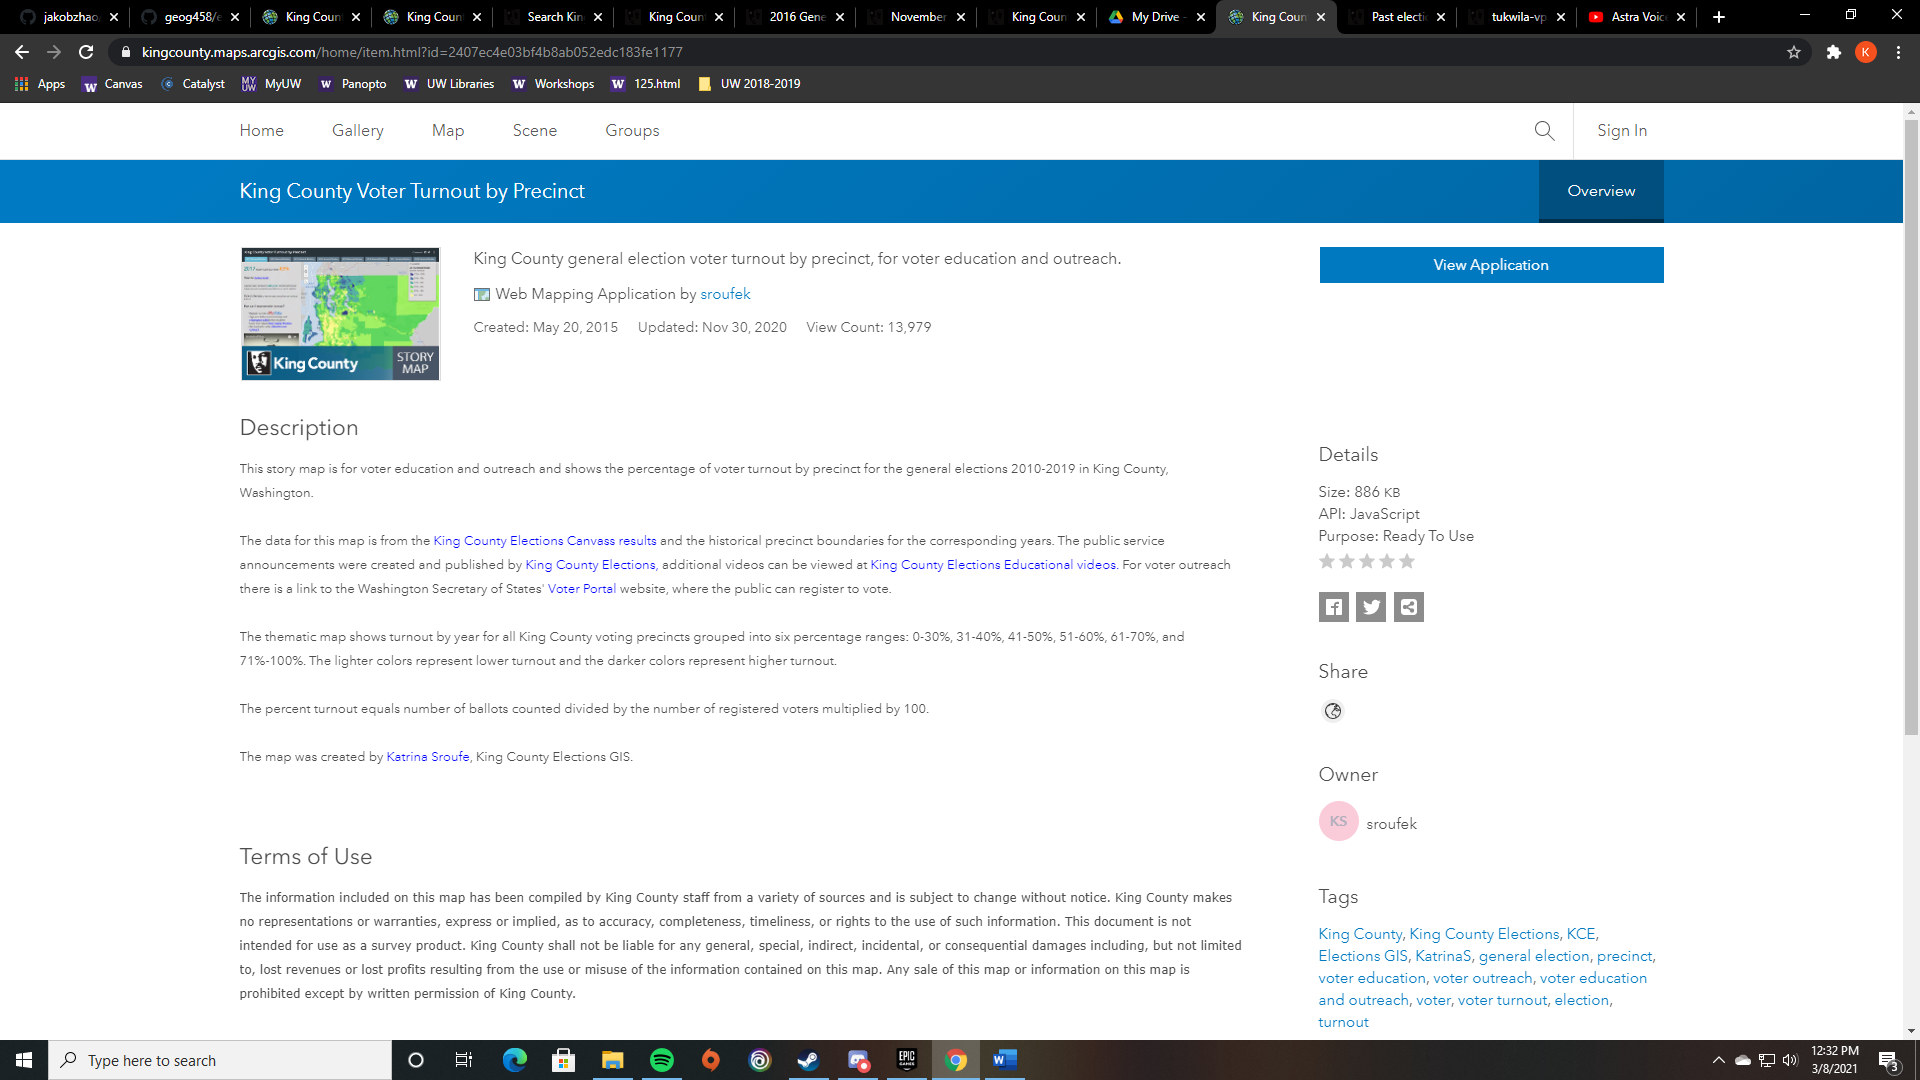 jakobzhao/ geog458/e King Count King Count Search Kin King Count 2016 Gene November King Coun My Drive - King Coun Past electi tukwila-vp Astra Voic
kingcounty.maps.arcgis.com/home/item.html?id=2407ec4e03bf4b8ab052edc183fe1177 K
Apps Canvas Catalyst MyUW Panopto UW Libraries Workshops 125.html UW 2018-2019
Home Gallery Map Scene Groups Sign In
King County Voter Turnout by Precinct Overview
King County general election voter turnout by precinct, for voter education and outreach.
View Application
Web Mapping Application by sroufek
Created: May 20, 2015 Updated: Nov 30, 2020 View Count: 13,979
King County STORY MAP
Description
This story map is for voter education and outreach and shows the percentage of voter turnout by precinct for the general elections 2010-2019 in King County,
Washington.
The data for this map is from the King County Elections Canvass results and the historical precinct boundaries for the corresponding years. The public service
announcements were created and published by King County Elections, additional videos can be viewed at King County Elections Educational videos. For voter outreach
there is a link to the Washington Secretary of States' Voter Portal website, where the public can register to vote.
The thematic map shows turnout by year for all King County voting precincts grouped into six percentage ranges: 0-30%, 31-40%, 41-50%, 51-60%, 61-70%, and
71%-100%. The lighter colors represent lower turnout and the darker colors represent higher turnout.
The percent turnout equals number of ballots counted divided by the number of registered voters multiplied by 100.
The map was created by Katrina Sroufe, King County Elections GIS.
Terms of Use
The information included on this map has been compiled by King County staff from a variety of sources and is subject to change without notice. King County makes
no representations or warranties, express or implied, as to accuracy, completeness, timeliness, or rights to the use of such information. This document is not
intended for use as a survey product. King County shall not be liable for any general, special, indirect, incidental, or consequential damages including, but not limited
to, lost revenues or lost profits resulting from the use or misuse of the information contained on this map. Any sale of this map or information on this map is
prohibited except by written permission of King County.
Details
Size: 886 KB
API: JavaScript
Purpose: Ready To Use
Share
Owner
KS sroufek
Tags
King County, King County Elections, KCE,
Elections GIS, KatrinaS, general election, precinct,
voter education, voter outreach, voter education
and outreach, voter, voter turnout, election,
turnout
Type here to search
12:32 PM
3/8/2021
3